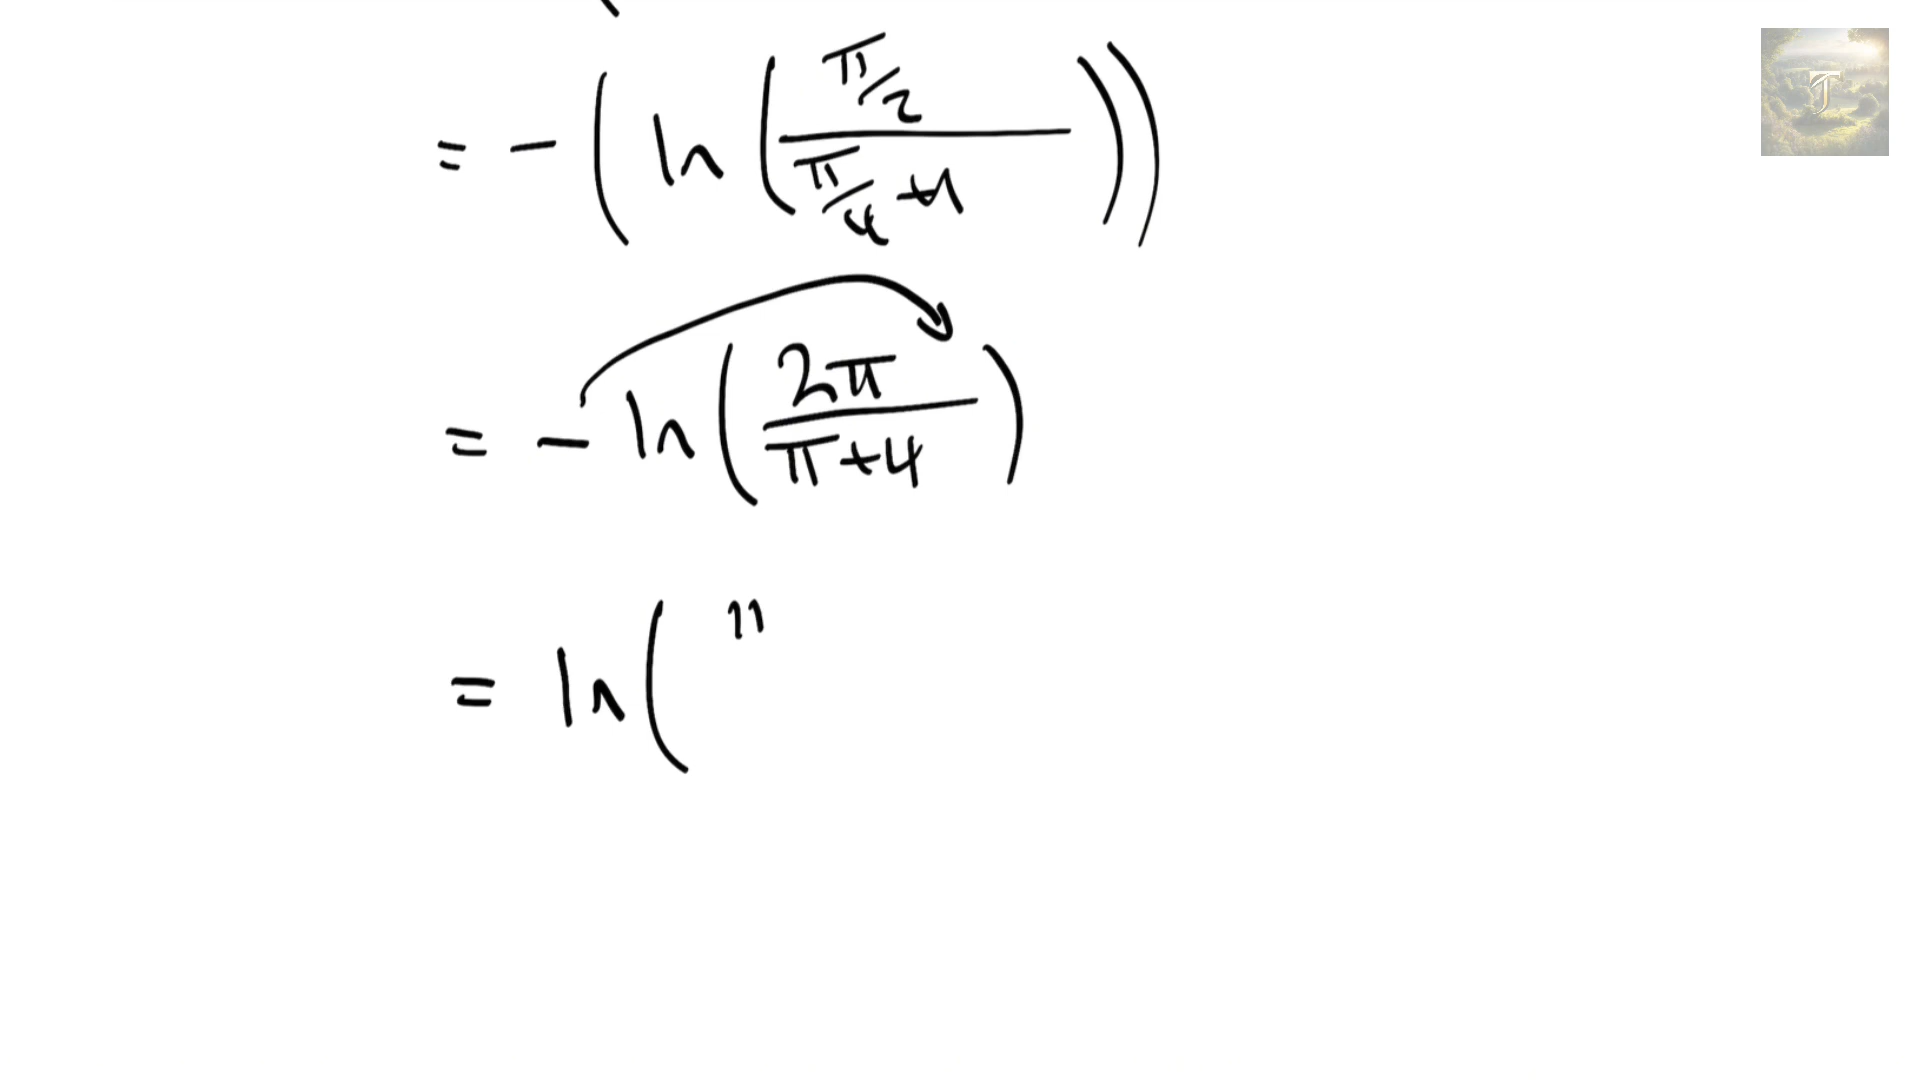 = - ( ln ( π/2 / π/4 +1 ) )
= - ln ( 2π / π+4 )
= ln (
J